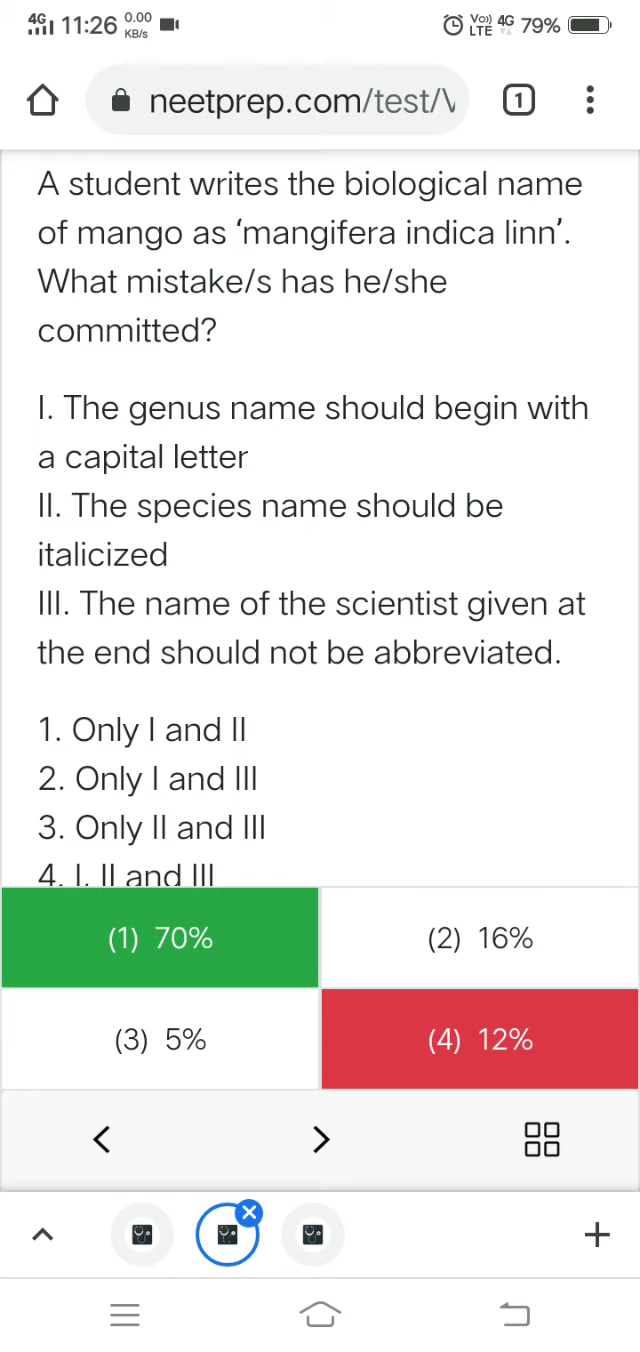 4G 11:26 0.00 KB/s VoLTE 4G 79%
neetprep.com/test/\
1
A student writes the biological name
of mango as ‘mangifera indica linn’.
What mistake/s has he/she
committed?
I. The genus name should begin with
a capital letter
II. The species name should be
italicized
III. The name of the scientist given at
the end should not be abbreviated.
1. Only I and II
2. Only I and III
3. Only II and III
4. I, II and III
(1) 70%
(2) 16%
(3) 5%
(4) 12%